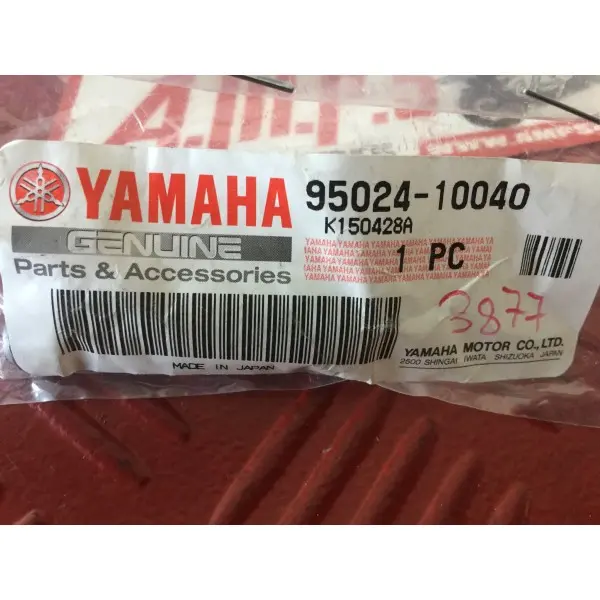 YAMAHA 95024-10040
GENUINE K150428A
Parts & Accessories
1 PC
3877
MADE IN JAPAN
YAMAHA MOTOR CO., LTD.
2500 SHINGAI IWATA SHIZUOKA JAPAN